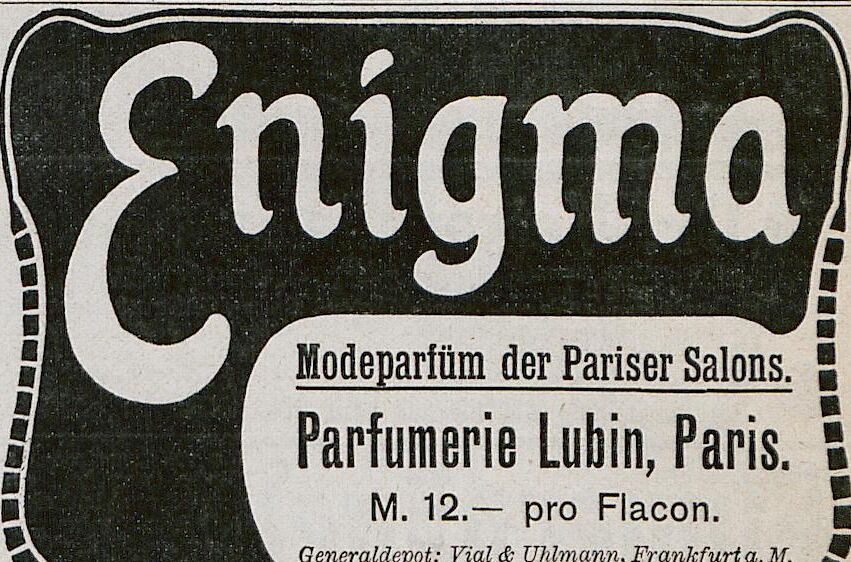 Enigma
Modeparfüm der Pariser Salons.
Parfumerie Lubin, Paris.
M. 12.— pro Flacon.
Generaldepot: Vial & Uhlmann, Frankfurt a. M.